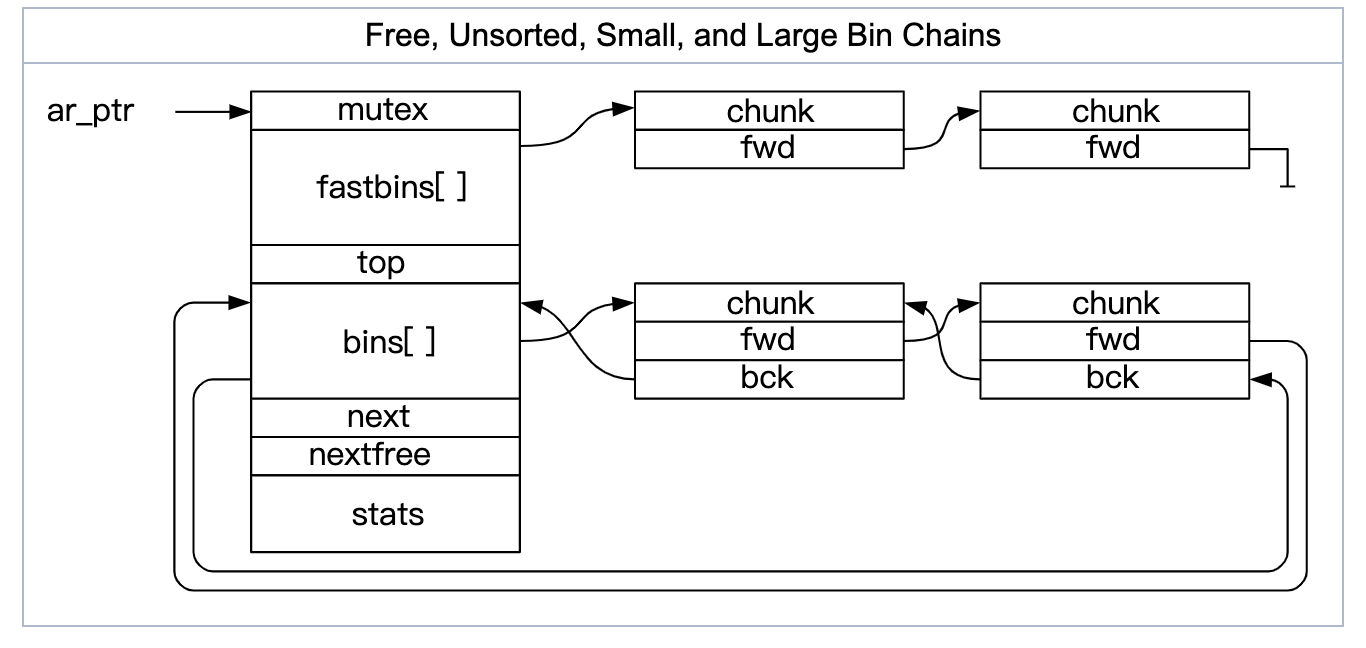 Free, Unsorted, Small, and Large Bin Chains
ar_ptr
mutex
fastbins[ ]
top
bins[ ]
next
nextfree
stats
chunk
fwd
chunk
fwd
chunk
fwd
bck
chunk
fwd
bck